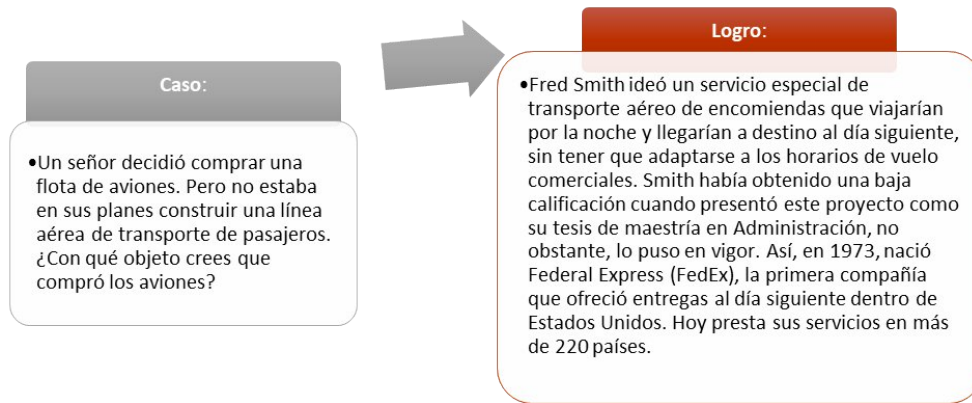 Caso:
•Un señor decidió comprar una
flota de aviones. Pero no estaba
en sus planes construir una línea
aérea de transporte de pasajeros.
¿Con qué objeto crees que
compró los aviones?
Logro:
•Fred Smith ideó un servicio especial de
transporte aéreo de encomiendas que viajarían
por la noche y llegarían a destino al día siguiente,
sin tener que adaptarse a los horarios de vuelo
comerciales. Smith había obtenido una baja
calificación cuando presentó este proyecto como
su tesis de maestría en Administración, no
obstante, lo puso en vigor. Así, en 1973, nació
Federal Express (FedEx), la primera compañía
que ofreció entregas al día siguiente dentro de
Estados Unidos. Hoy presta sus servicios en más
de 220 países.